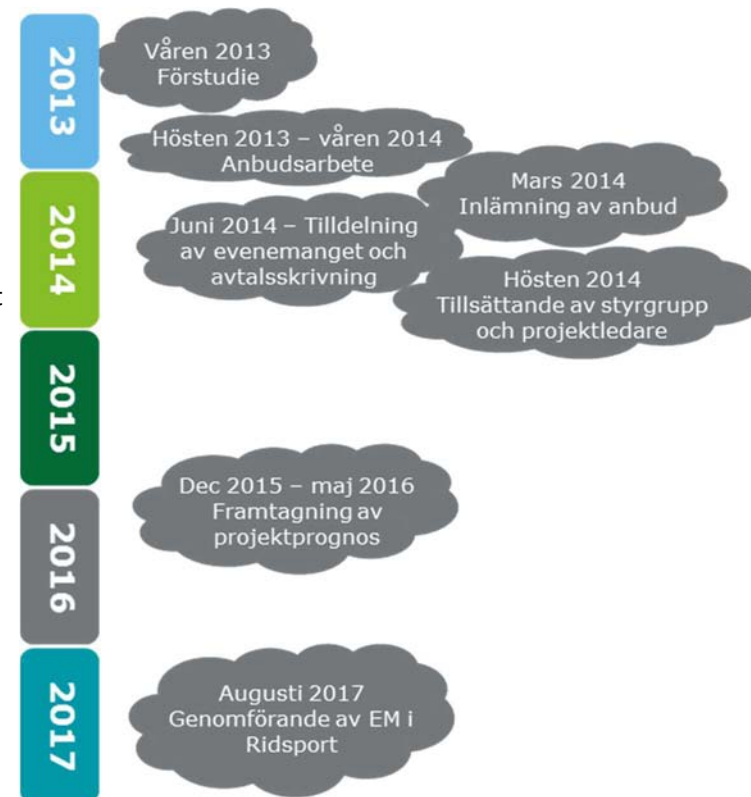 2013
Våren 2013
Förstudie
Hösten 2013 – våren 2014
Anbudsarbete
2014
Mars 2014
Inlämning av anbud
Juni 2014 – Tilldelning
av evenemanget och
avtalsskrivning
Hösten 2014
Tillsättande av styrgrupp
och projektledare
2015
Dec 2015 – maj 2016
Framtagning av
projektprognos
2016
2017
Augusti 2017
Genomförande av EM i
Ridsport